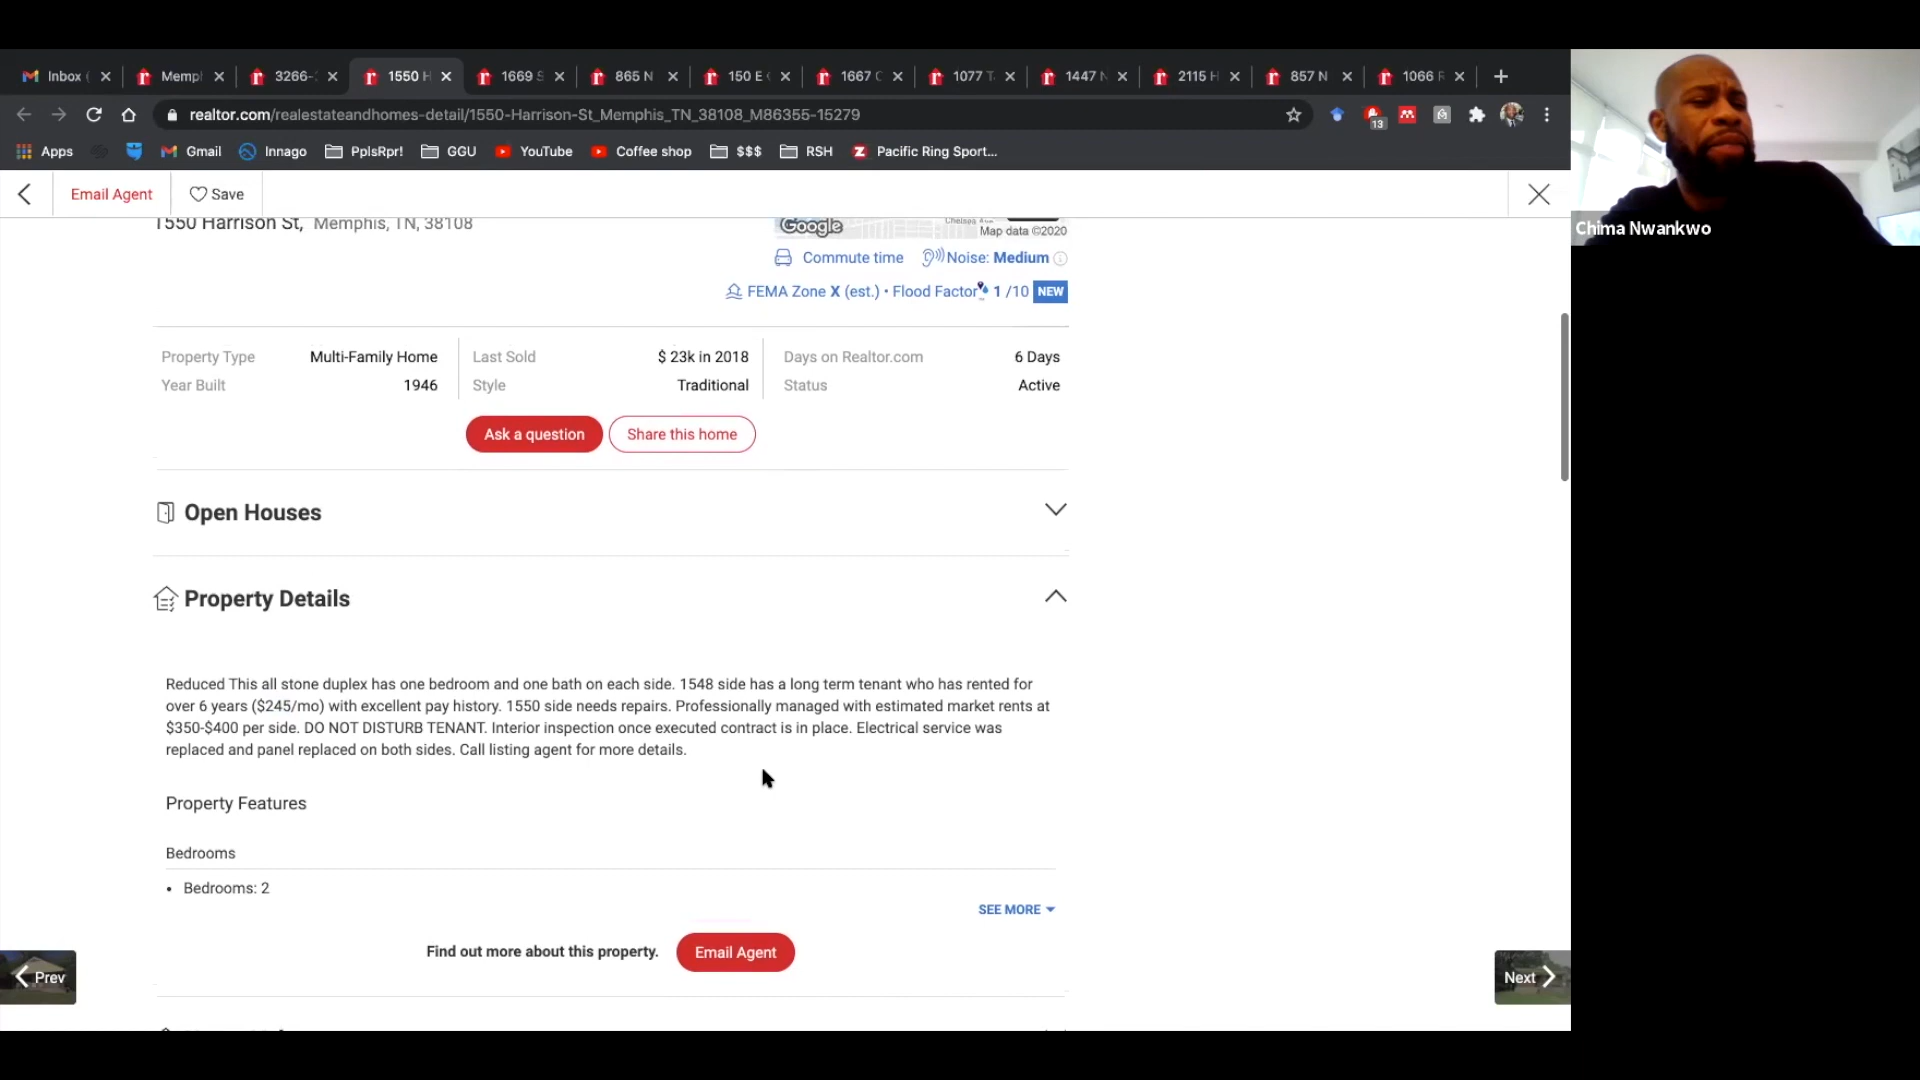 Inbox (
Memp
3266-
1550 H
1669 S
865 N
150 E
1667 C
1077 T
1447 N
2115 H
857 N
1066 R
realtor.com/realestateandhomes-detail/1550-Harrison-St_Memphis_TN_38108_M86355-15279
13
Apps
Gmail
Innago
PplsRpr!
GGU
YouTube
Coffee shop
$$$
RSH
Pacific Ring Sport...
Email Agent
Save
Chima Nwankwo
1550 Harrison St, Memphis, TN, 38108
Google
Chelsea Ave
Map data ©2020
Commute time
Noise: Medium
FEMA Zone X (est.) • Flood Factor 1 /10 NEW
Property Type Multi-Family Home
Last Sold $ 23k in 2018
Days on Realtor.com 6 Days
Year Built 1946
Style Traditional
Status Active
Ask a question
Share this home
Open Houses
Property Details
Reduced This all stone duplex has one bedroom and one bath on each side. 1548 side has a long term tenant who has rented for
over 6 years ($245/mo) with excellent pay history. 1550 side needs repairs. Professionally managed with estimated market rents at
$350-$400 per side. DO NOT DISTURB TENANT. Interior inspection once executed contract is in place. Electrical service was
replaced and panel replaced on both sides. Call listing agent for more details.
Property Features
Bedrooms
• Bedrooms: 2
SEE MORE
Find out more about this property.
Email Agent
Prev
Next